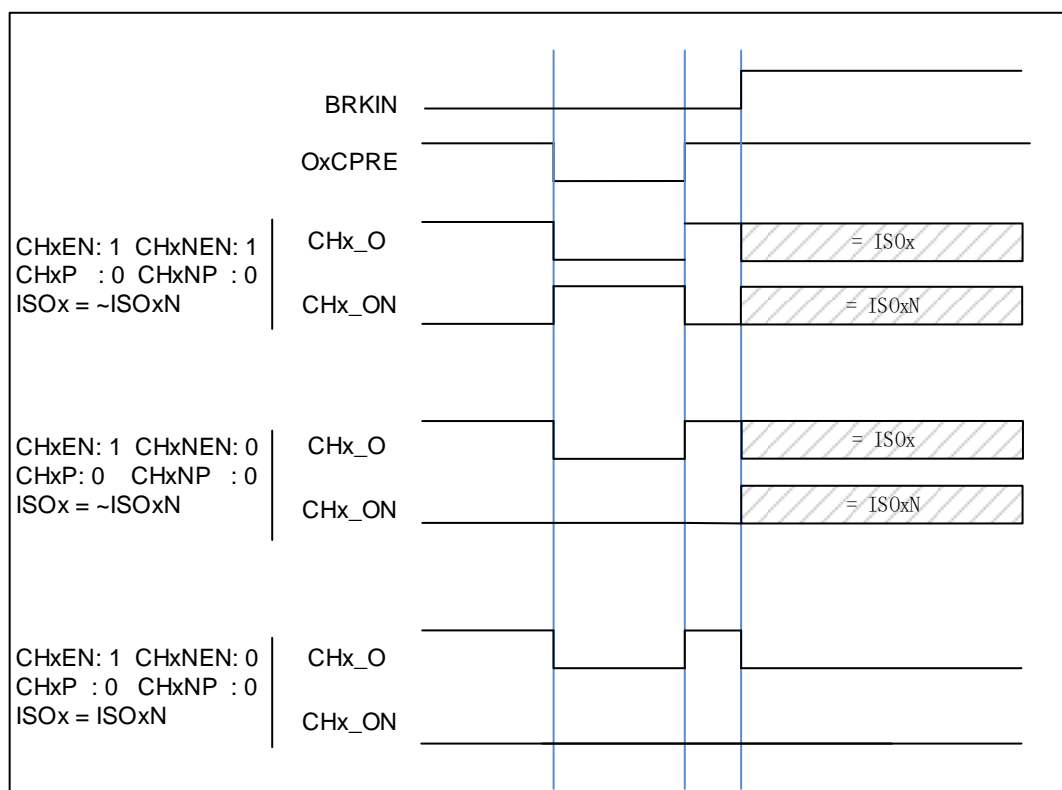 BRKIN
OxCPRE
CHxEN: 1 CHxNEN: 1
CHxP : 0 CHxNP : 0
ISOx = ~ISOxN
CHx_O
= ISOx
CHx_ON
= ISOxN
CHxEN: 1 CHxNEN: 0
CHxP: 0 CHxNP : 0
ISOx = ~ISOxN
CHx_O
= ISOx
CHx_ON
= ISOxN
CHxEN: 1 CHxNEN: 0
CHxP : 0 CHxNP : 0
ISOx = ISOxN
CHx_O
CHx_ON